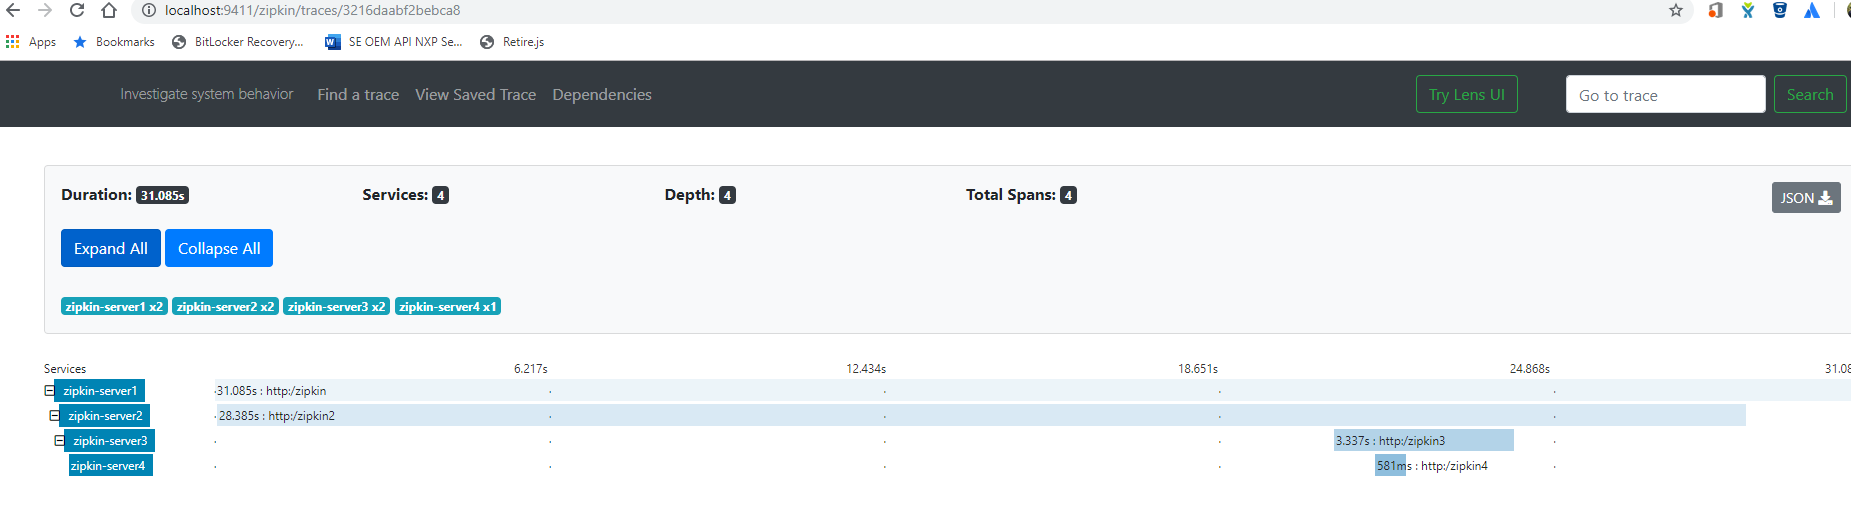 localhost:9411/zipkin/traces/3216daabf2bebca8
Apps Bookmarks BitLocker Recovery... SE OEM API NXP Se... Retire.js
Investigate system behavior Find a trace View Saved Trace Dependencies Try Lens UI Go to trace Search
Duration: 31.085s Services: 4 Depth: 4 Total Spans: 4 JSON
Expand All Collapse All
zipkin-server1 x2 zipkin-server2 x2 zipkin-server3 x2 zipkin-server4 x1
Services 6.217s 12.434s 18.651s 24.868s 31.08
zipkin-server1 31.085s : http:/zipkin
zipkin-server2 28.385s : http:/zipkin2
zipkin-server3 3.337s : http:/zipkin3
zipkin-server4 581ms : http:/zipkin4